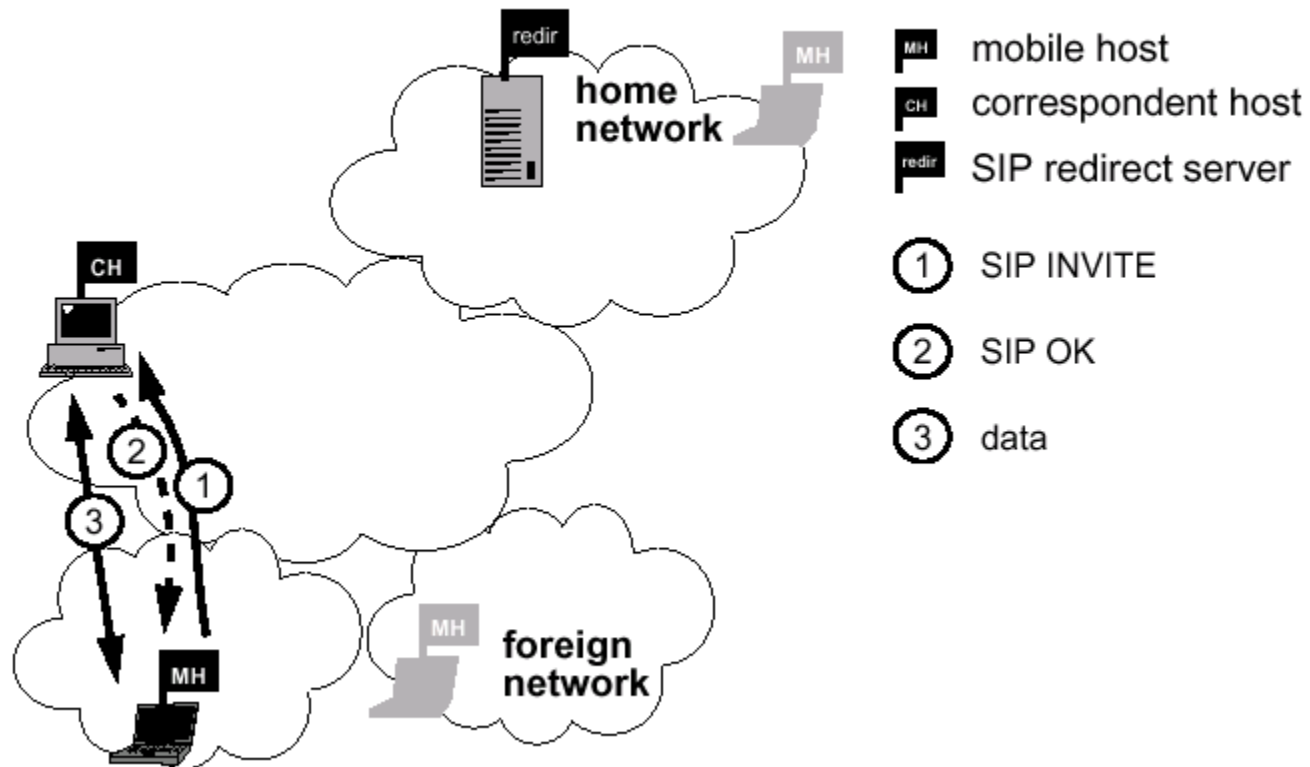 redir
MH
home
network
MH mobile host
CH correspondent host
redir SIP redirect server
1 SIP INVITE
2 SIP OK
3 data
CH
2
1
3
MH
MH
foreign
network